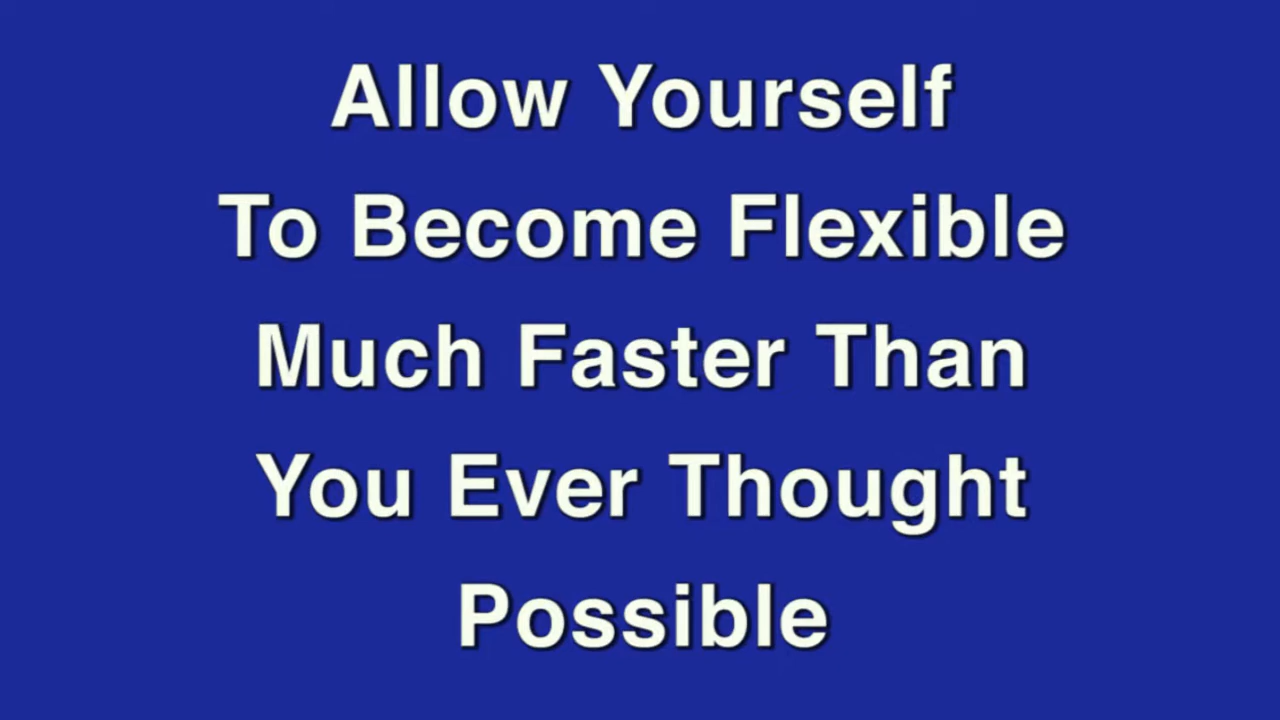 Allow Yourself
To Become Flexible
Much Faster Than
You Ever Thought
Possible